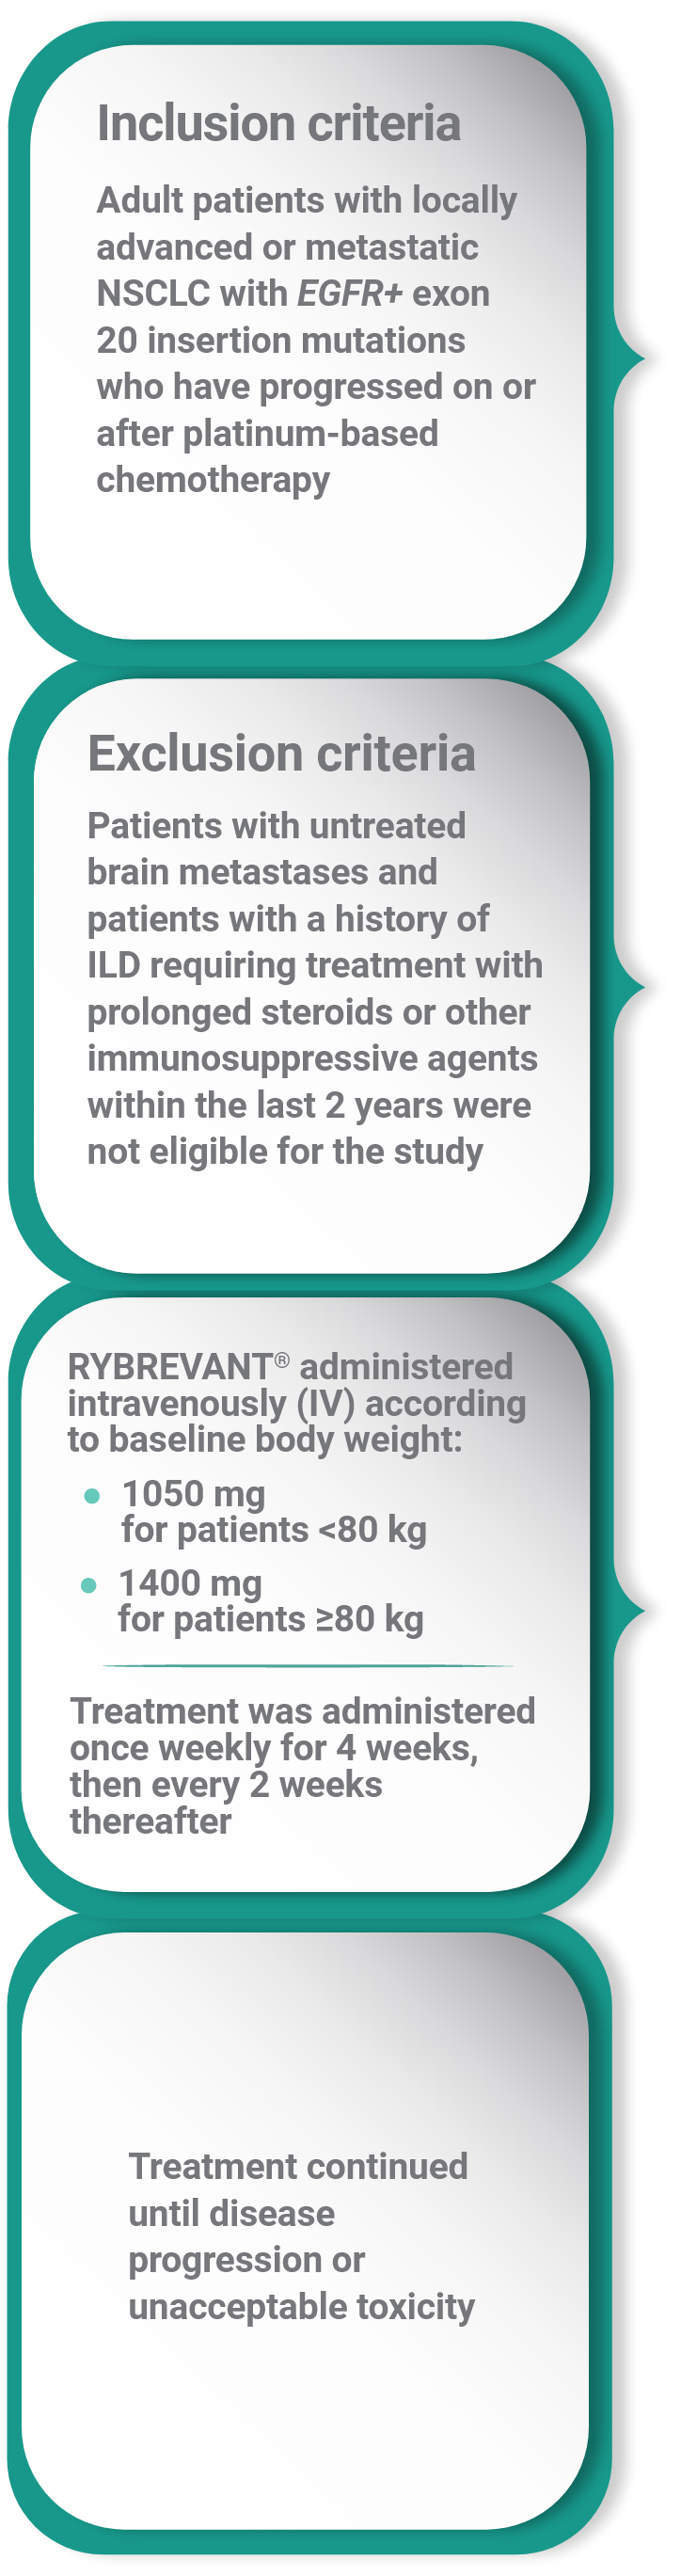 Inclusion criteria
Adult patients with locally
advanced or metastatic
NSCLC with EGFR+ exon
20 insertion mutations
who have progressed on or
after platinum-based
chemotherapy
Exclusion criteria
Patients with untreated
brain metastases and
patients with a history of
ILD requiring treatment with
prolonged steroids or other
immunosuppressive agents
within the last 2 years were
not eligible for the study
RYBREVANT® administered
intravenously (IV) according
to baseline body weight:
• 1050 mg
for patients <80 kg
• 1400 mg
for patients ≥80 kg
Treatment was administered
once weekly for 4 weeks,
then every 2 weeks
thereafter
Treatment continued
until disease
progression or
unacceptable toxicity